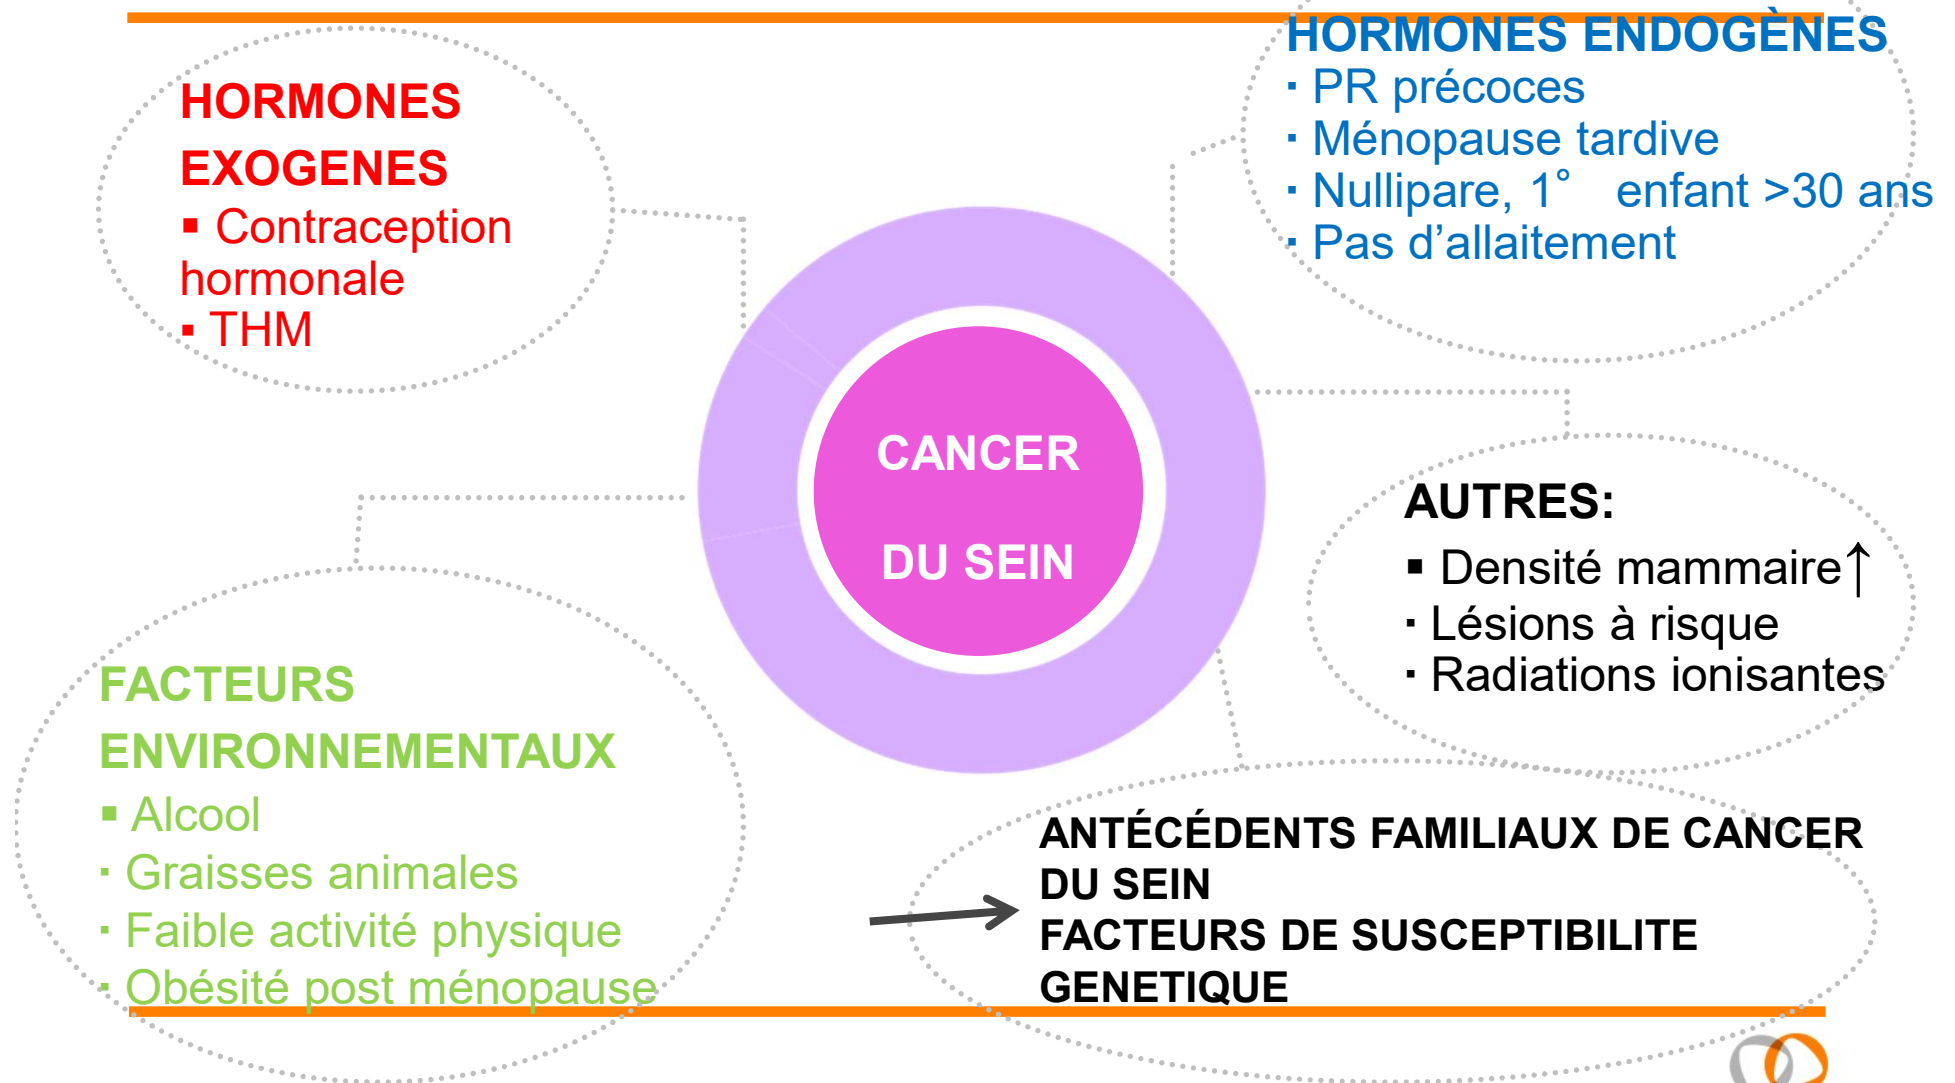 HORMONES
EXOGENES
▪ Contraception
hormonale
▪ THM
HORMONES ENDOGÈNES
▪ PR précoces
▪ Ménopause tardive
▪ Nullipare, 1° enfant >30 ans
▪ Pas d’allaitement
CANCER
DU SEIN
AUTRES:
▪ Densité mammaire↑
▪ Lésions à risque
▪ Radiations ionisantes
FACTEURS
ENVIRONNEMENTAUX
▪ Alcool
▪ Graisses animales
▪ Faible activité physique
▪ Obésité post ménopause
ANTÉCÉDENTS FAMILIAUX DE CANCER
DU SEIN
FACTEURS DE SUSCEPTIBILITE
GENETIQUE